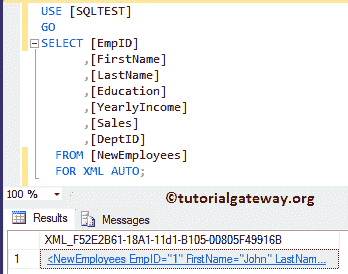 USE [SQLTEST]
GO
SELECT [EmpID]
,[FirstName]
,[LastName]
,[Education]
,[YearlyIncome]
,[Sales]
,[DeptID]
FROM [NewEmployees]
FOR XML AUTO;
100 %
©tutorialgateway.org
Results Messages
XML_F52E2B61-18A1-11d1-B105-00805F49916B
1 <NewEmployees EmpID="1" FirstName="John" LastNam...